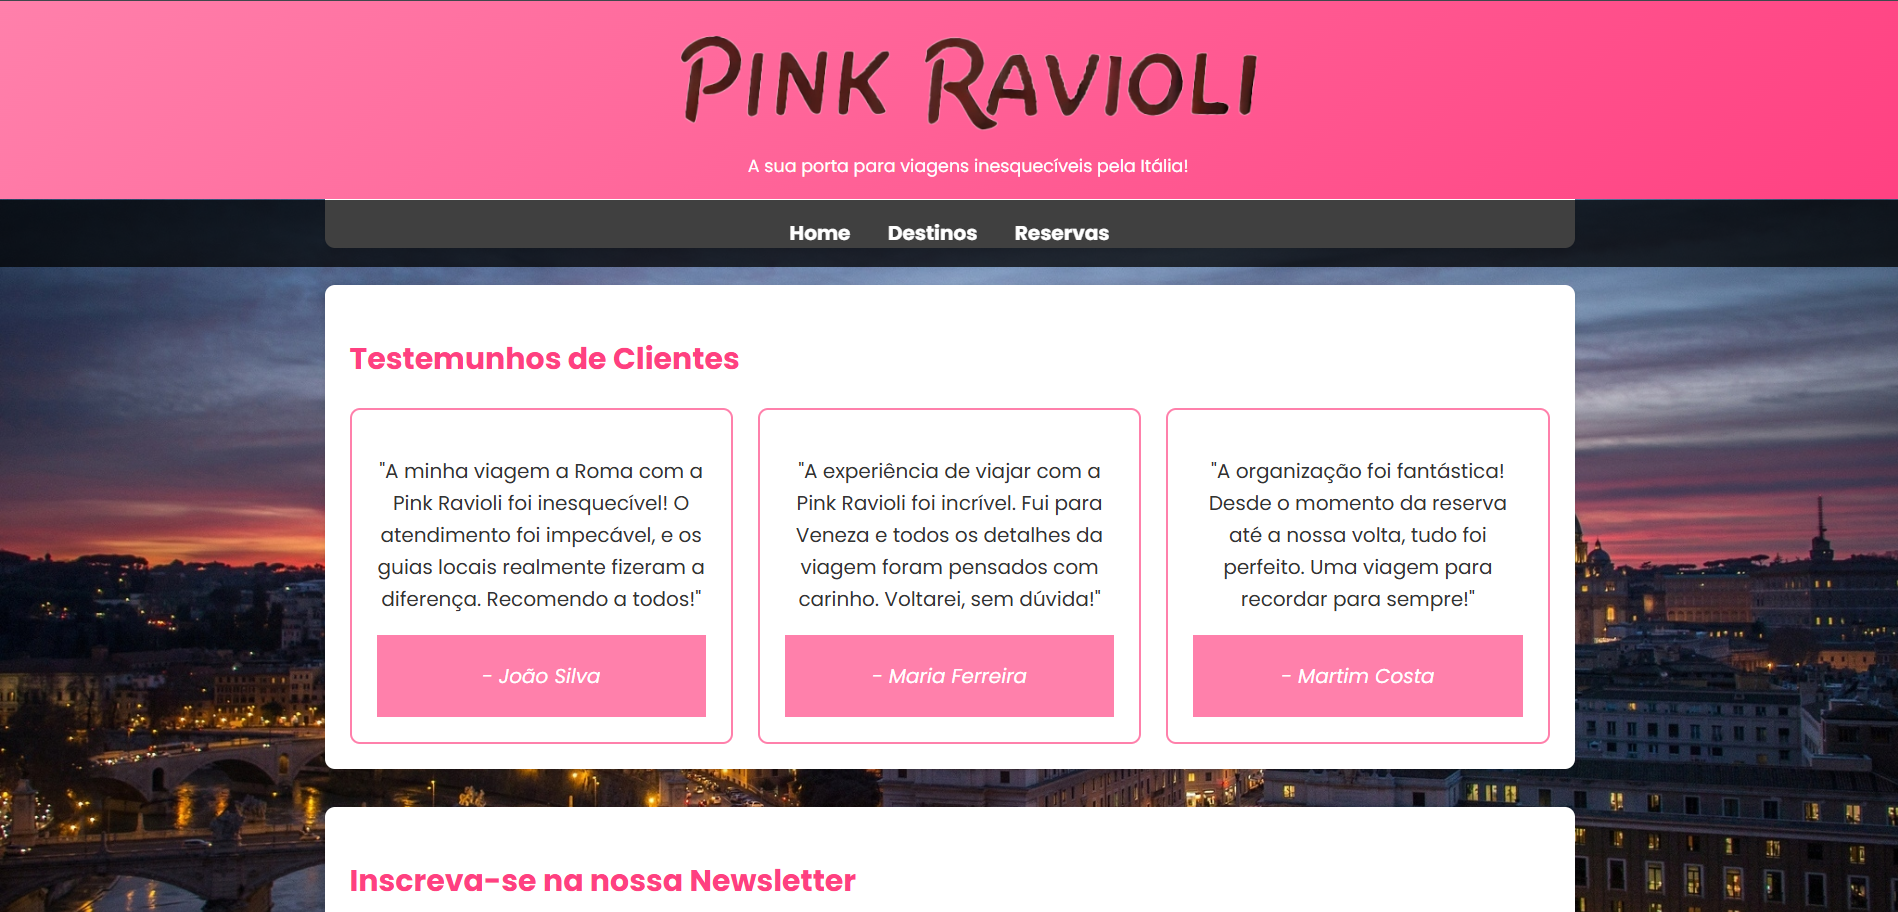 PINK RAVIOLI
A sua porta para viagens inesquecíveis pela Itália!
Home Destinos Reservas
Testemunhos de Clientes
"A minha viagem a Roma com a
Pink Ravioli foi inesquecível! O
atendimento foi impecável, e os
guias locais realmente fizeram a
diferença. Recomendo a todos!"
- João Silva
"A experiência de viajar com a
Pink Ravioli foi incrível. Fui para
Veneza e todos os detalhes da
viagem foram pensados com
carinho. Voltarei, sem dúvida!"
- Maria Ferreira
"A organização foi fantástica!
Desde o momento da reserva
até a nossa volta, tudo foi
perfeito. Uma viagem para
recordar para sempre!"
- Martim Costa
Inscreva-se na nossa Newsletter